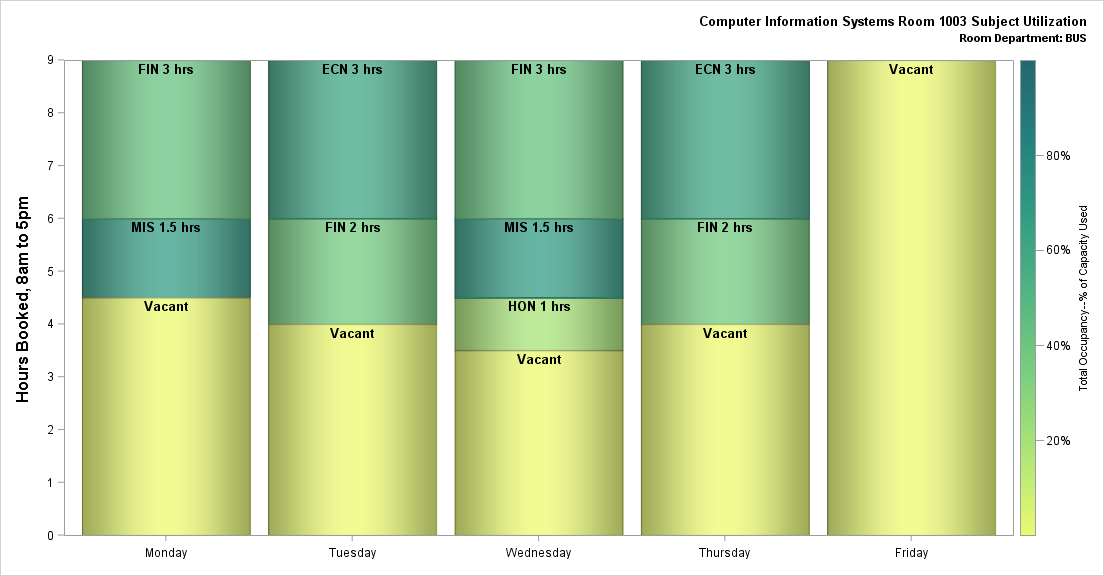 Computer Information Systems Room 1003 Subject Utilization
Room Department: BUS
Hours Booked, 8am to 5pm
9
8
7
6
5
4
3
2
1
0
FIN 3 hrs
MIS 1.5 hrs
Vacant
ECN 3 hrs
FIN 2 hrs
Vacant
FIN 3 hrs
MIS 1.5 hrs
HON 1 hrs
Vacant
ECN 3 hrs
FIN 2 hrs
Vacant
Vacant
Monday
Tuesday
Wednesday
Thursday
Friday
80%
60%
40%
20%
Total Occupancy--% of Capacity Used